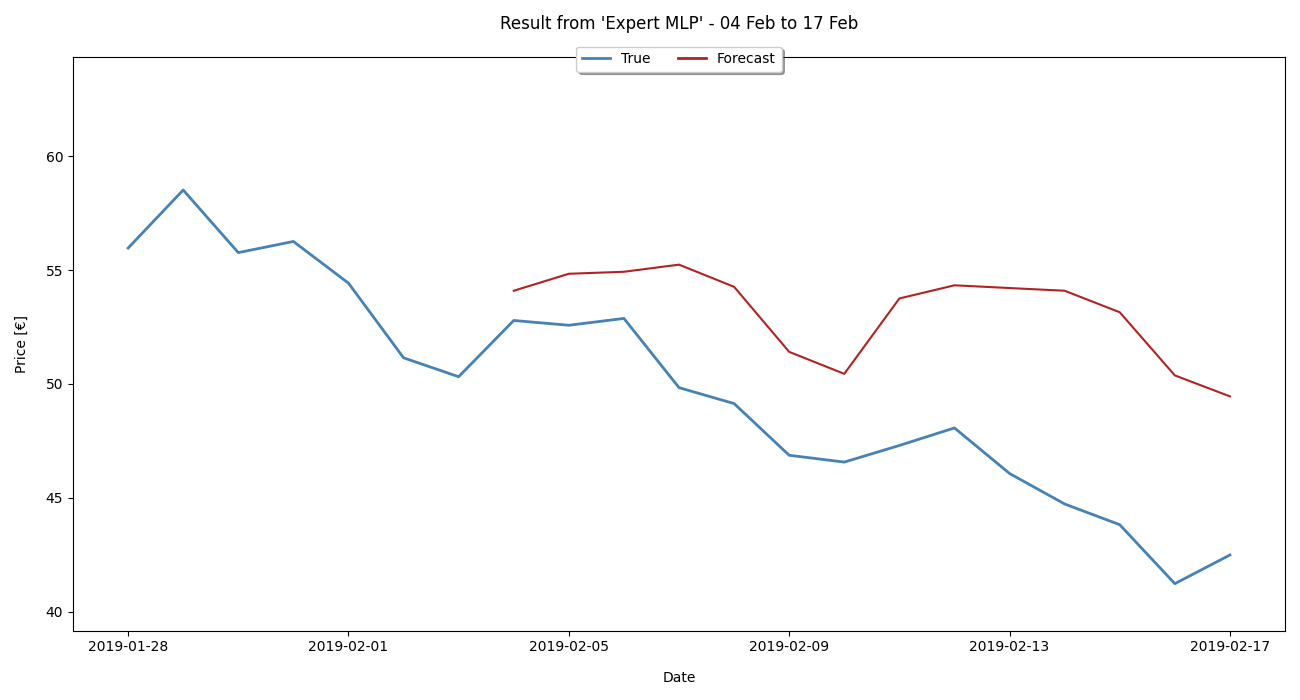 Result from 'Expert MLP' - 04 Feb to 17 Feb
True Forecast
60
55
50
45
40
Price [€]
2019-01-28 2019-02-01 2019-02-05 2019-02-09 2019-02-13 2019-02-17
Date